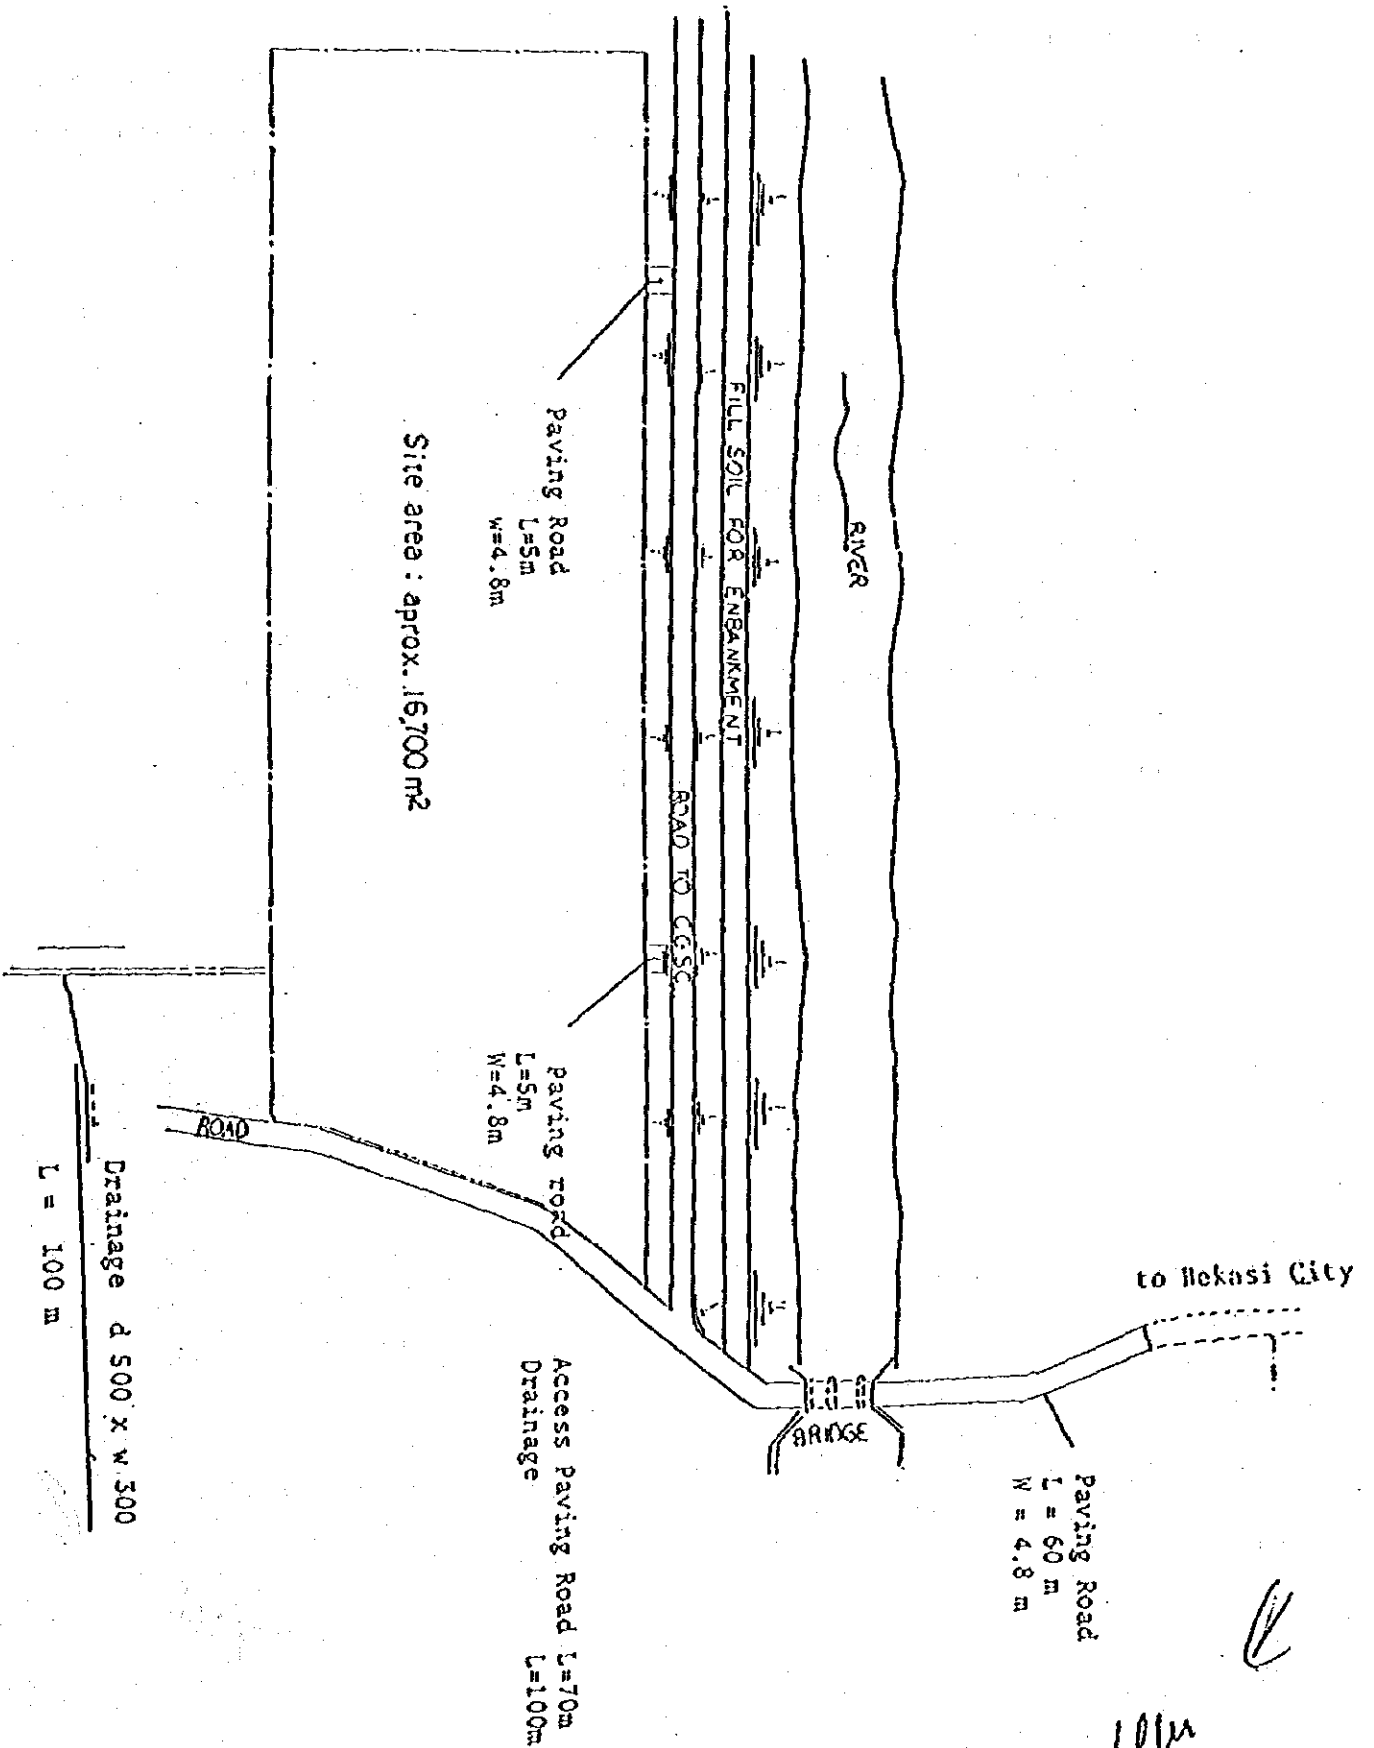 to Bekasi City
Paving Road
L = 60 m
W = 4.8 m
BRIDGE
RIVER
FILL SOIL FOR ENBANKMENT
ROAD TO CGSC
Paving Road
L=5m
w=4.8m
paving road
L=5m
W=4.8m
Site area : aprox. 16,700 m²
Access Paving Road L=70m
Drainage L=100m
ROAD
Drainage d 500 x w 300
L = 100 m